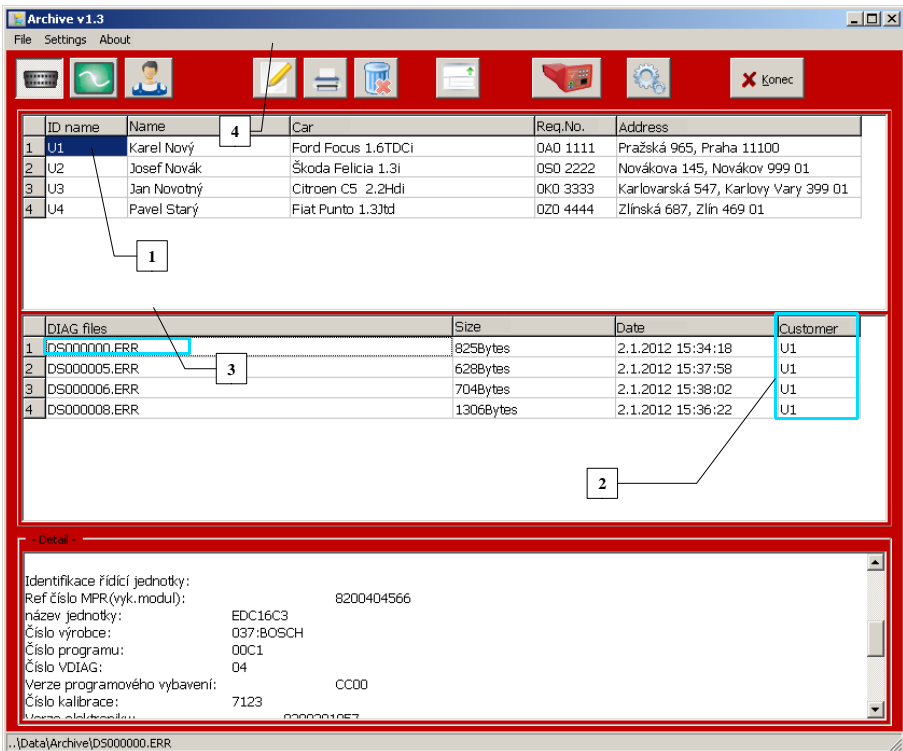 Archive v1.3
File Settings About
Konec
ID name Name Car Reg.No. Address
1 U1 Karel Nový Ford Focus 1.6TDCi 0A0 1111 Pražská 965, Praha 11100
2 U2 Josef Novák Škoda Felicia 1.3i 0S0 2222 Novákova 145, Novákov 999 01
3 U3 Jan Novotný Citroen C5 2.2Hdi 0K0 3333 Karlovarská 547, Karlovy Vary 399 01
4 U4 Pavel Starý Fiat Punto 1.3Jtd 0Z0 4444 Zlínská 687, Zlín 469 01
4
1
DIAG files Size Date Customer
1 DS000000.ERR 825Bytes 2.1.2012 15:34:18 U1
2 DS000005.ERR 628Bytes 2.1.2012 15:37:58 U1
3 DS000006.ERR 704Bytes 2.1.2012 15:38:02 U1
4 DS000008.ERR 1306Bytes 2.1.2012 15:36:22 U1
3
2
- Detail -
Identifikace řídící jednotky:
Ref číslo MPR(vyk.modul): 8200404566
název jednotky: EDC16C3
Číslo výrobce: 037:BOSCH
Číslo programu: 00C1
Číslo VDIAG: 04
Verze programového vybavení: CC00
Číslo kalibrace: 7123
Verze elektroniky:
..\Data\Archive\DS000000.ERR